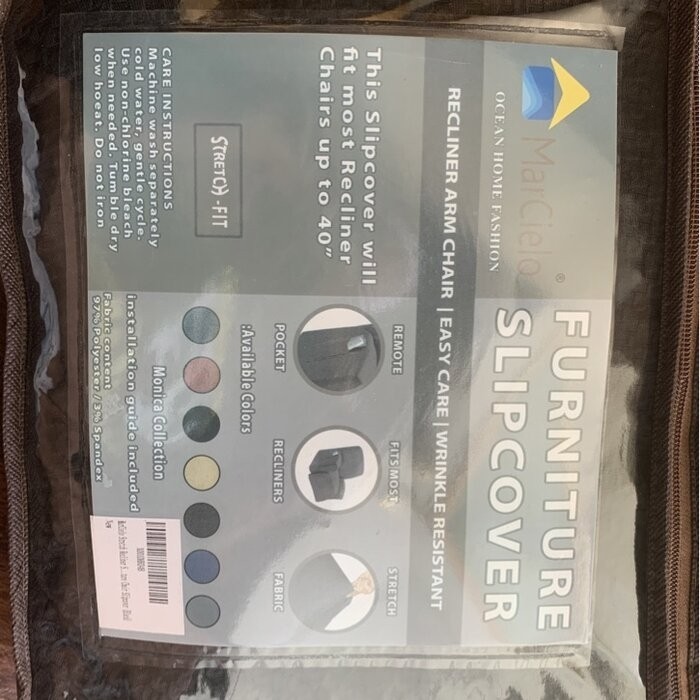 MarCielo®
OCEAN HOME FASHION
FURNITURE
SLIPCOVER
RECLINER ARM CHAIR | EASY CARE | WRINKLE RESISTANT
This Slipcover will
fit most Recliner
Chairs up to 40”
REMOTE
POCKET
FITS MOST
RECLINERS
STRETCH
FABRIC
:Available Colors
STRETCH-FIT
Monica Collection
CARE INSTRUCTIONS
Machine wash separately
cold water, gentle cycle.
Use non-chlorine bleach
when needed. Tumble dry
low hoeat. Do not iron
installation guide included
Fabric content
97% Polyester // 3% Spandex
New